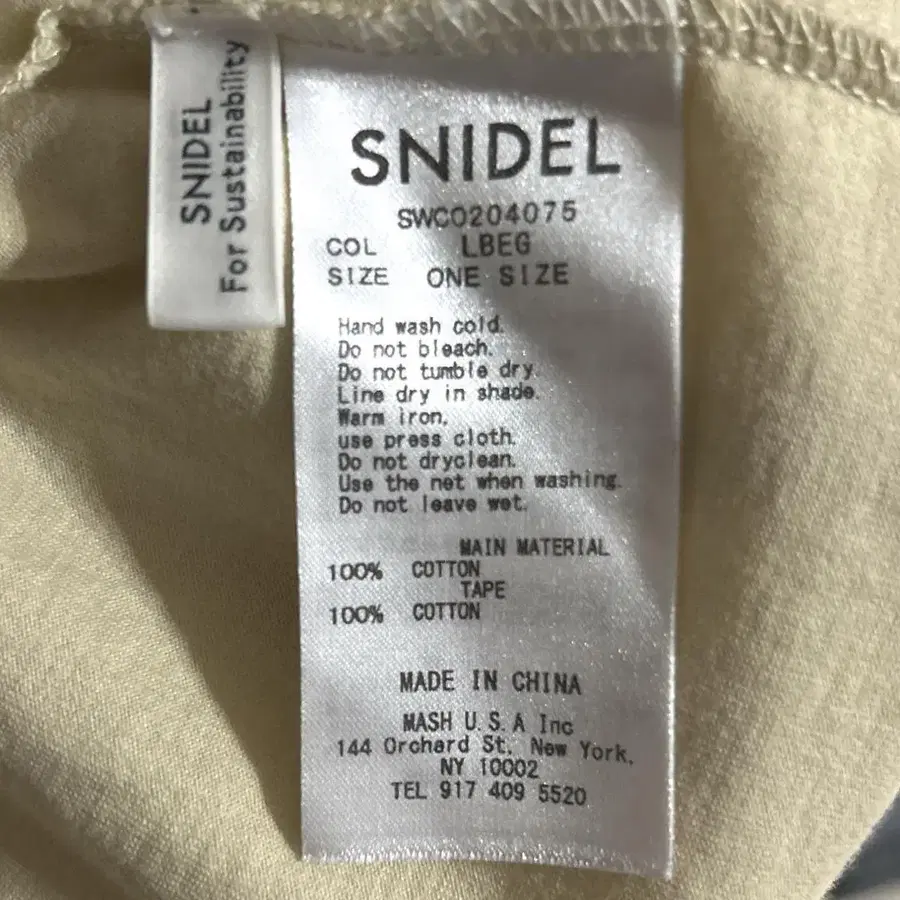 SNIDEL
For Sustainability
SNIDEL
SWCO204075
COL LBEG
SIZE ONE SIZE
Hand wash cold.
Do not bleach.
Do not tumble dry.
Line dry in shade.
Warm iron,
use press cloth.
Do not dryclean.
Use the net when washing.
Do not leave wet.
MAIN MATERIAL
100% COTTON
TAPE
100% COTTON
MADE IN CHINA
MASH U.S.A Inc
144 Orchard St. New York,
NY 10002
TEL 917 409 5520